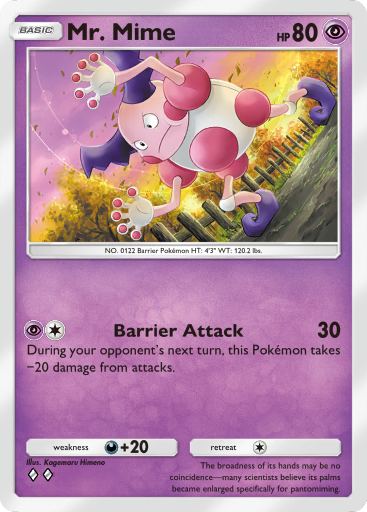 BASIC
Mr. Mime
HP 80
NO. 0122 Barrier Pokémon HT: 4'3" WT: 120.2 lbs.
Barrier Attack 30
During your opponent's next turn, this Pokémon takes
−20 damage from attacks.
weakness +20 retreat
Illus. Kagemaru Himeno
The broadness of its hands may be no
coincidence—many scientists believe its palms
became enlarged specifically for pantomiming.